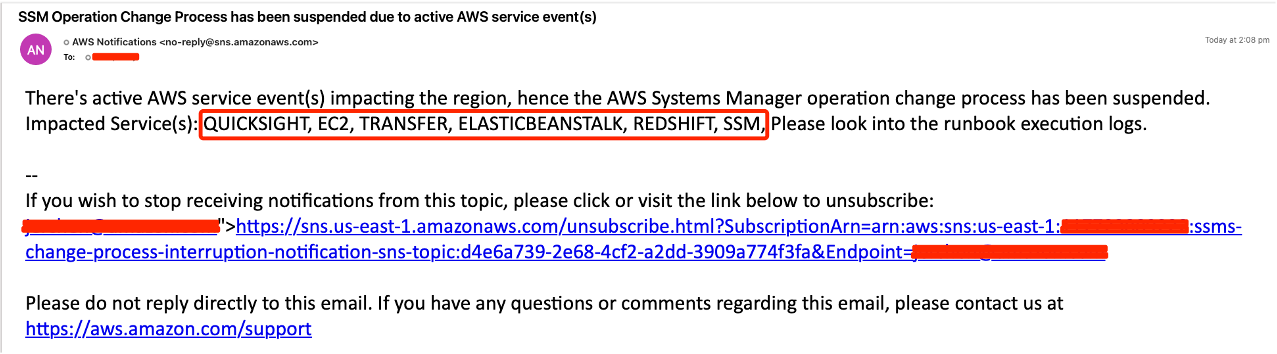 SSM Operation Change Process has been suspended due to active AWS service event(s)
AN
AWS Notifications <no-reply@sns.amazonaws.com>
Today at 2:08 pm
To:
There's active AWS service event(s) impacting the region, hence the AWS Systems Manager operation change process has been suspended.
Impacted Service(s): QUICKSIGHT, EC2, TRANSFER, ELASTICBEANSTALK, REDSHIFT, SSM, Please look into the runbook execution logs.
--
If you wish to stop receiving notifications from this topic, please click or visit the link below to unsubscribe:
">https://sns.us-east-1.amazonaws.com/unsubscribe.html?SubscriptionArn=arn:aws:sns:us-east-1: :ssms-
change-process-interruption-notification-sns-topic:d4e6a739-2e68-4cf2-a2dd-3909a774f3fa&Endpoint=
Please do not reply directly to this email. If you have any questions or comments regarding this email, please contact us at
https://aws.amazon.com/support